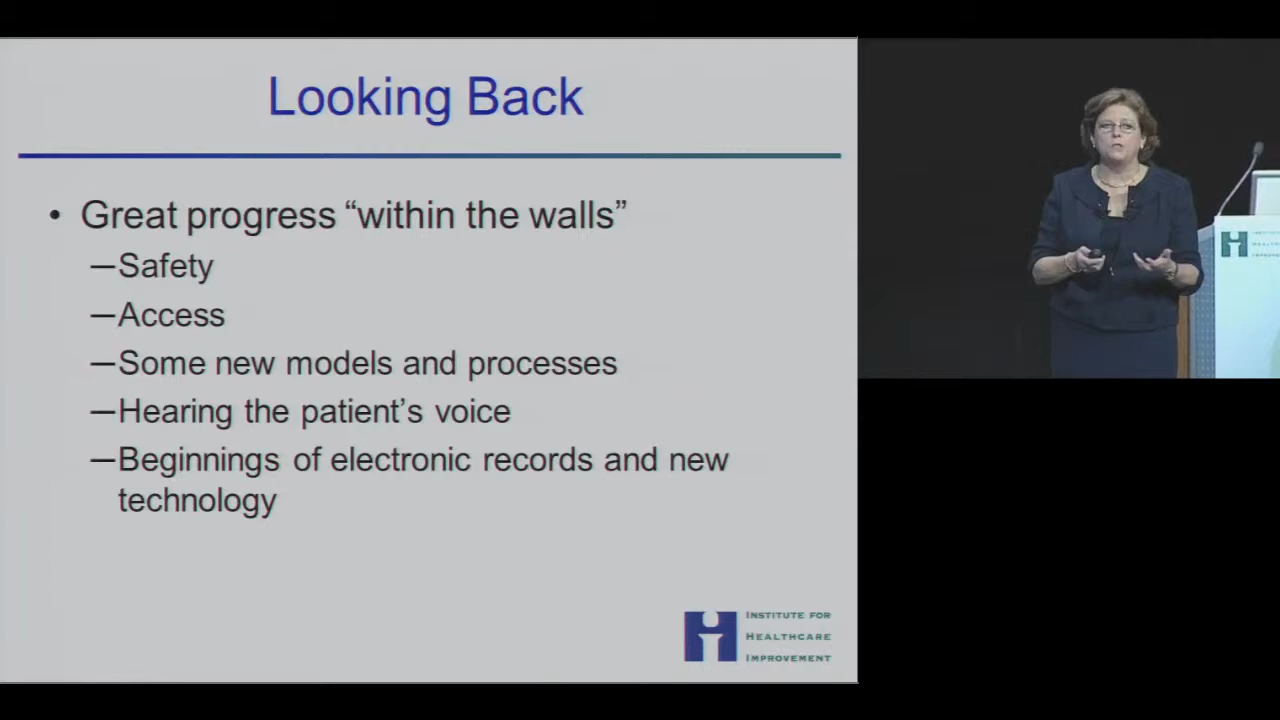 Looking Back
• Great progress “within the walls”
—Safety
—Access
—Some new models and processes
—Hearing the patient’s voice
—Beginnings of electronic records and new
technology
INSTITUTE FOR
HEALTHCARE
IMPROVEMENT